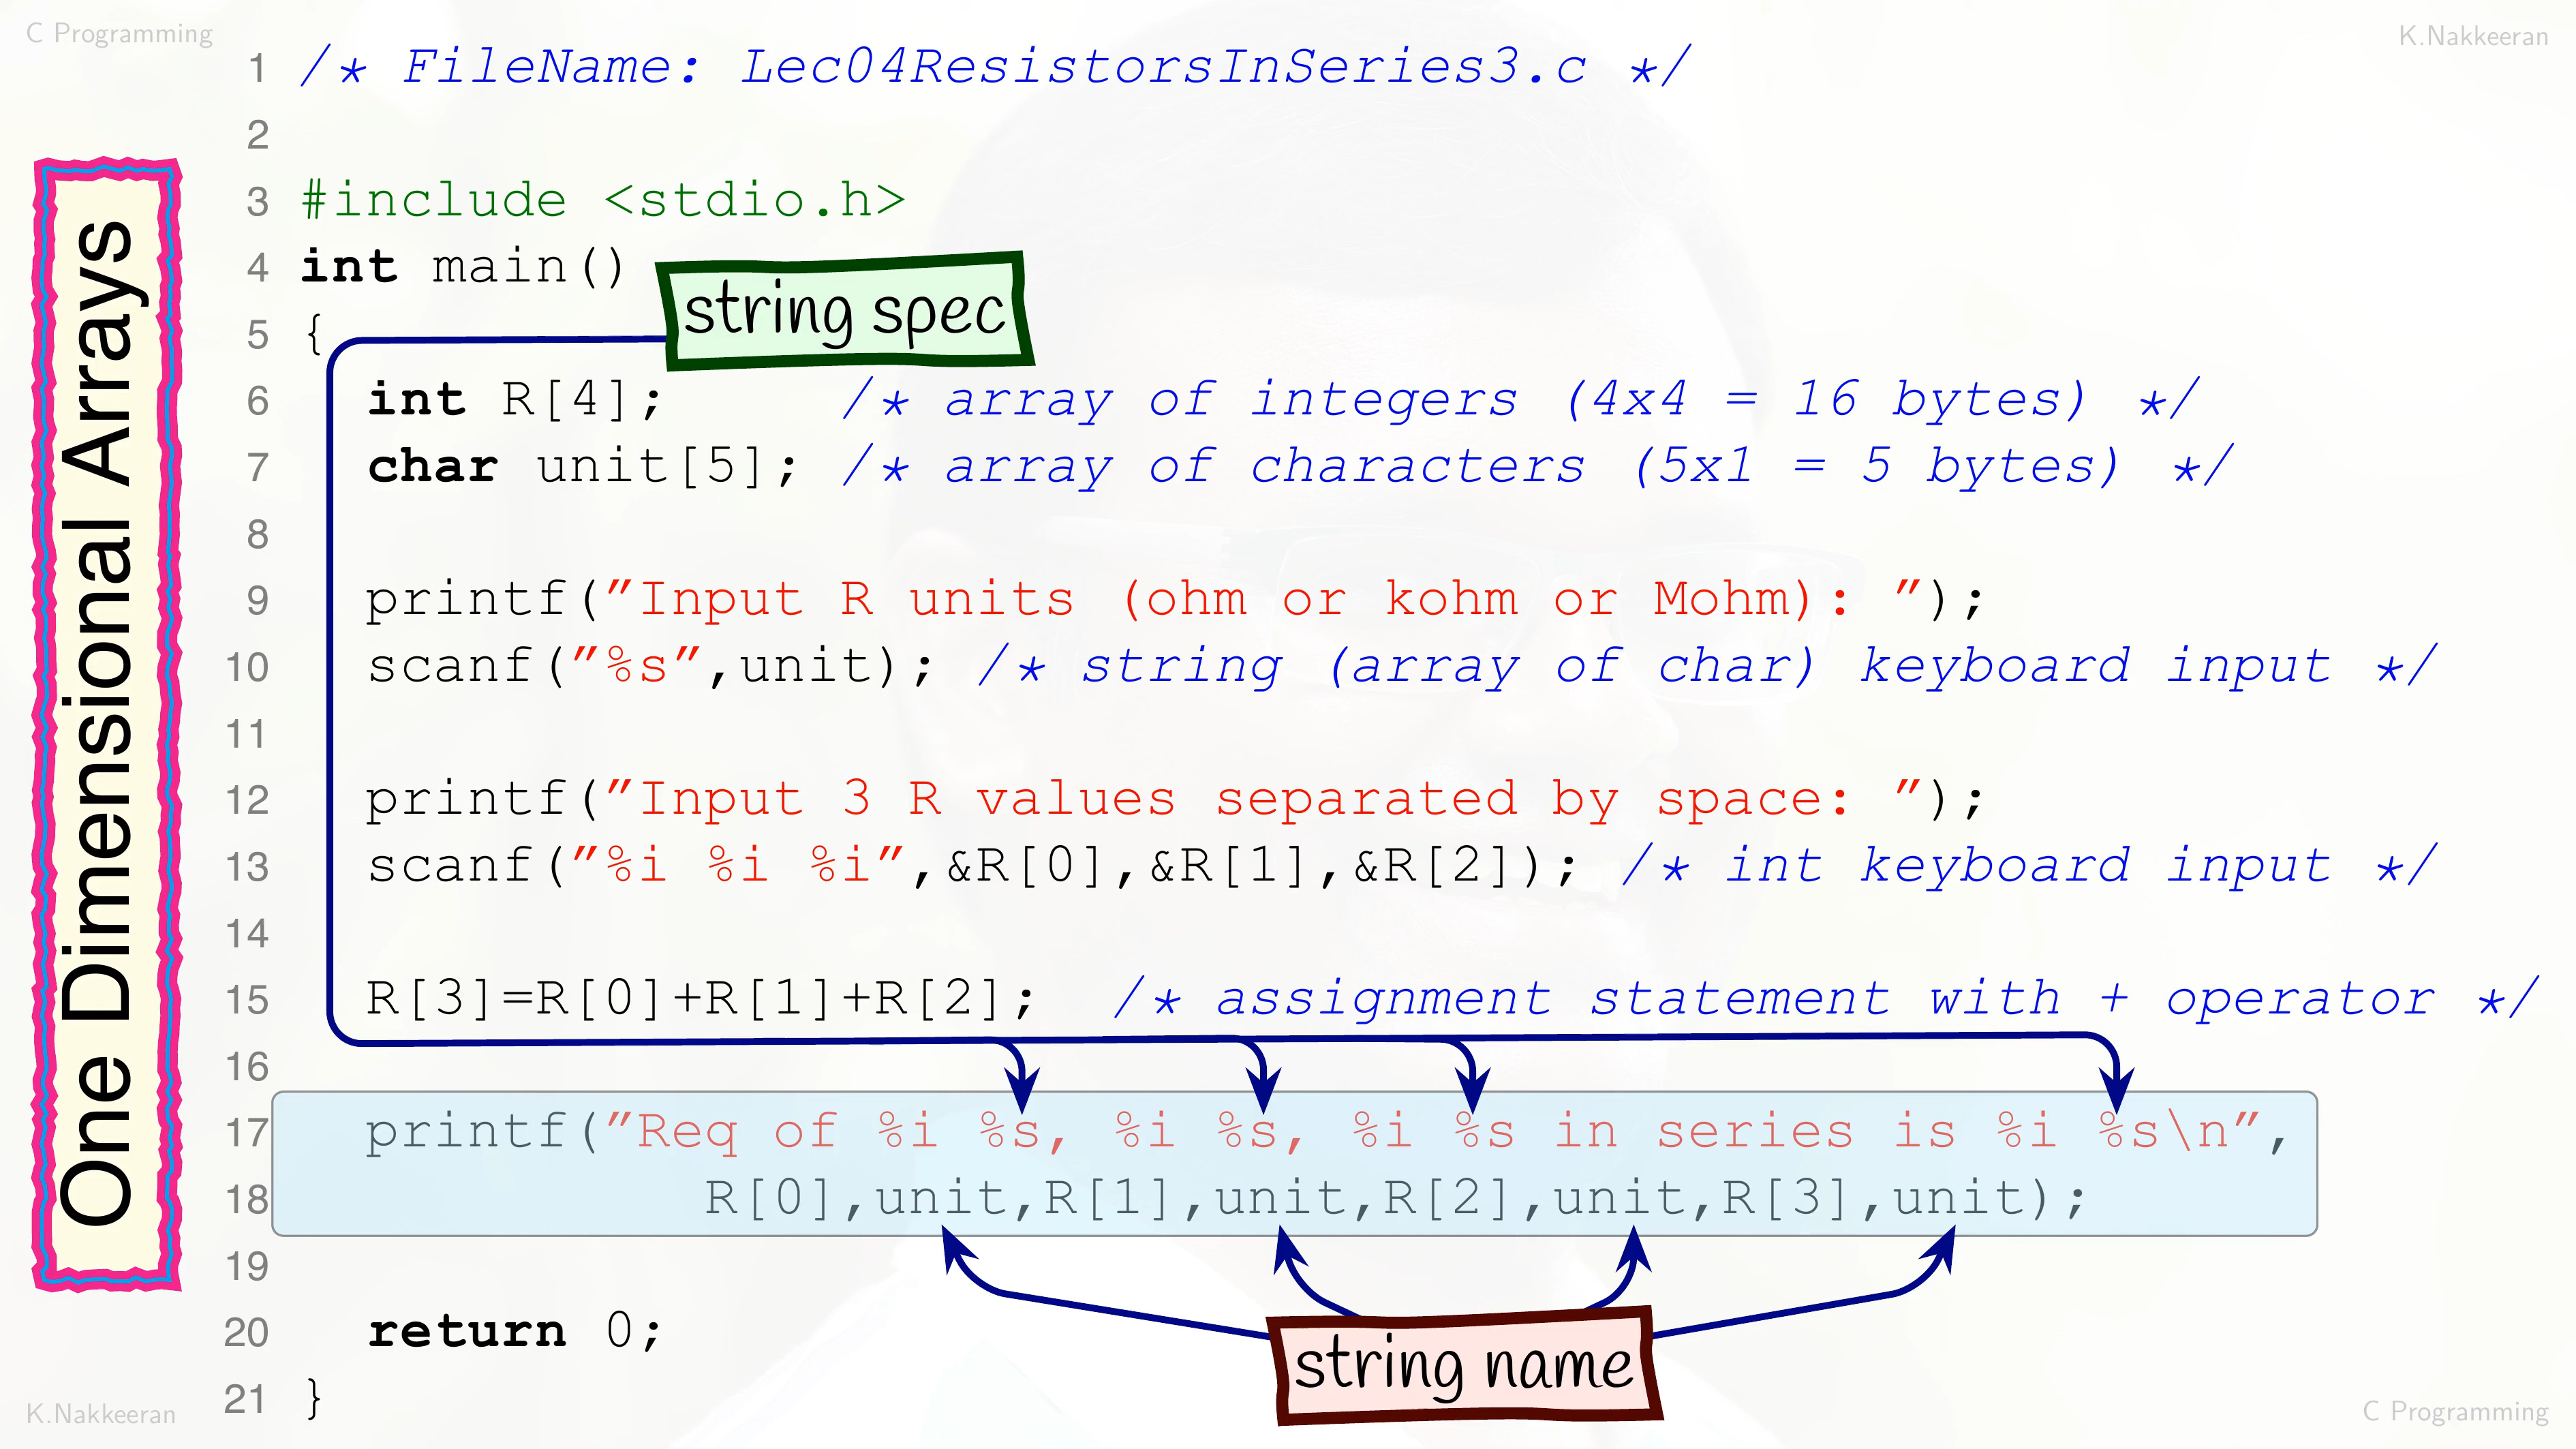 C Programming
K.Nakkeeran
One Dimensional Arrays
1 /* FileName: Lec04ResistorsInSeries3.c */
2
3 #include <stdio.h>
4 int main()
string spec
5 {
6 int R[4]; /* array of integers (4x4 = 16 bytes) */
7 char unit[5]; /* array of characters (5x1 = 5 bytes) */
8
9 printf("Input R units (ohm or kohm or Mohm): ");
10 scanf("%s",unit); /* string (array of char) keyboard input */
11
12 printf("Input 3 R values separated by space: ");
13 scanf("%i %i %i",&R[0],&R[1],&R[2]); /* int keyboard input */
14
15 R[3]=R[0]+R[1]+R[2]; /* assignment statement with + operator */
16
17 printf("Req of %i %s, %i %s, %i %s in series is %i %s\n",
18 R[0],unit,R[1],unit,R[2],unit,R[3],unit);
19
20 return 0;
string name
21 }
K.Nakkeeran
C Programming